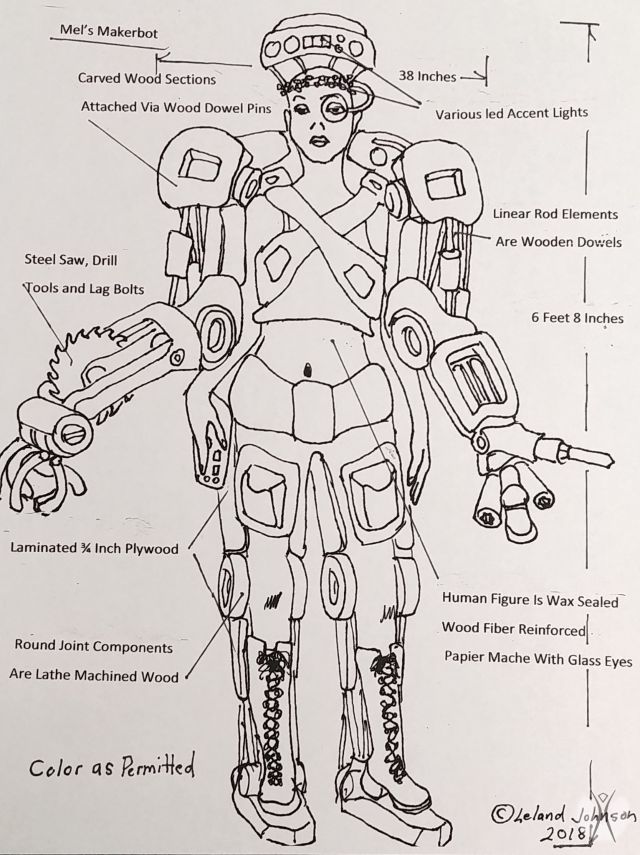 Mel's Makerbot
Carved Wood Sections
Attached Via Wood Dowel Pins
38 Inches
Various led Accent Lights
Linear Rod Elements
Are Wooden Dowels
Steel Saw, Drill
Tools and Lag Bolts
6 Feet 8 Inches
Laminated ¾ Inch Plywood
Human Figure Is Wax Sealed
Wood Fiber Reinforced
Papier Mache With Glass Eyes
Round Joint Components
Are Lathe Machined Wood
Color as Permitted
©Leland Johnson
2018